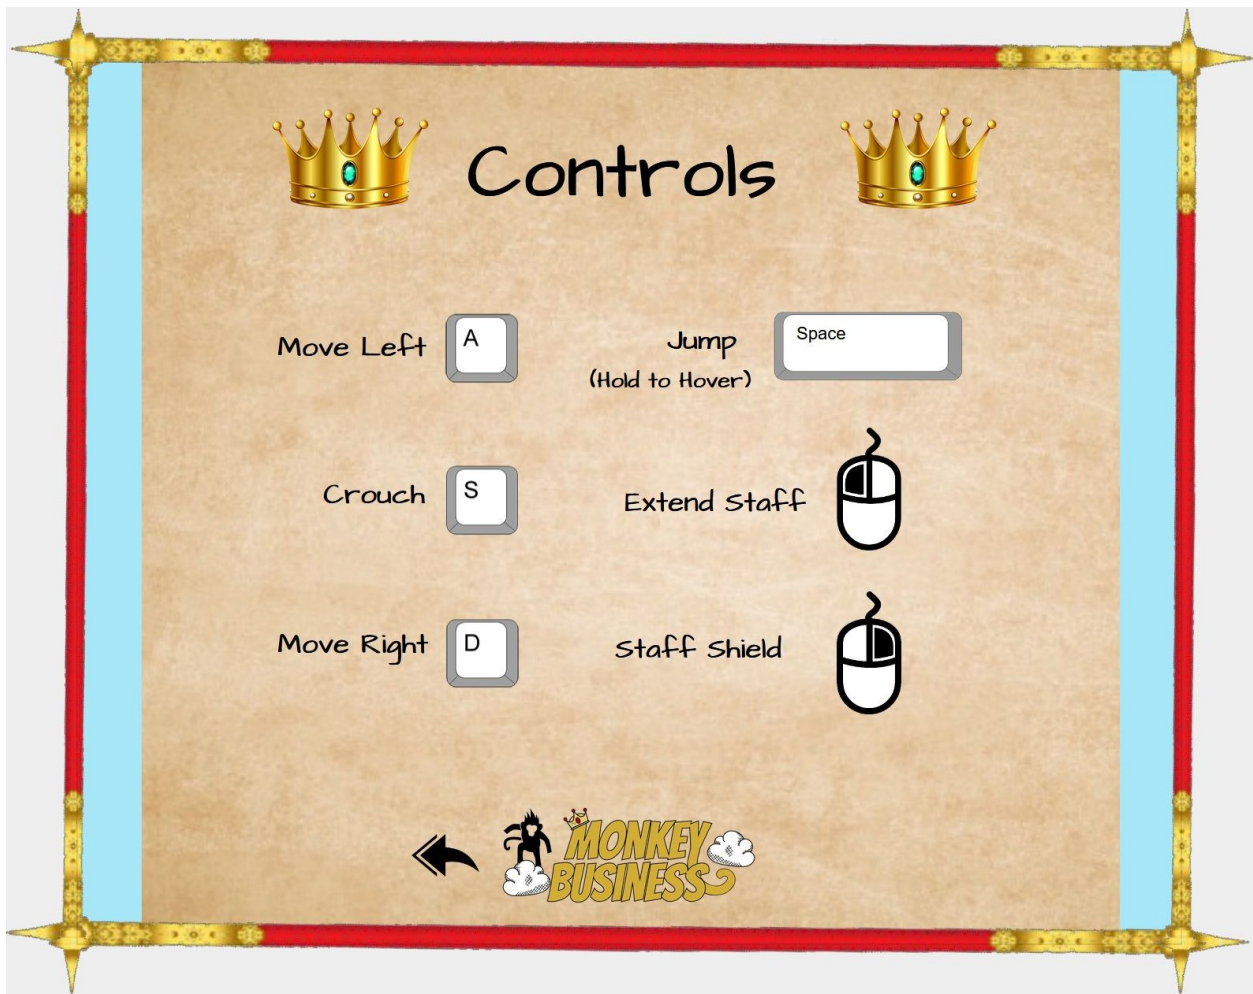 Controls
Move Left
A
Jump
(Hold to Hover)
Space
Crouch
S
Extend Staff
Move Right
D
Staff Shield
MONKEY
BUSINESS